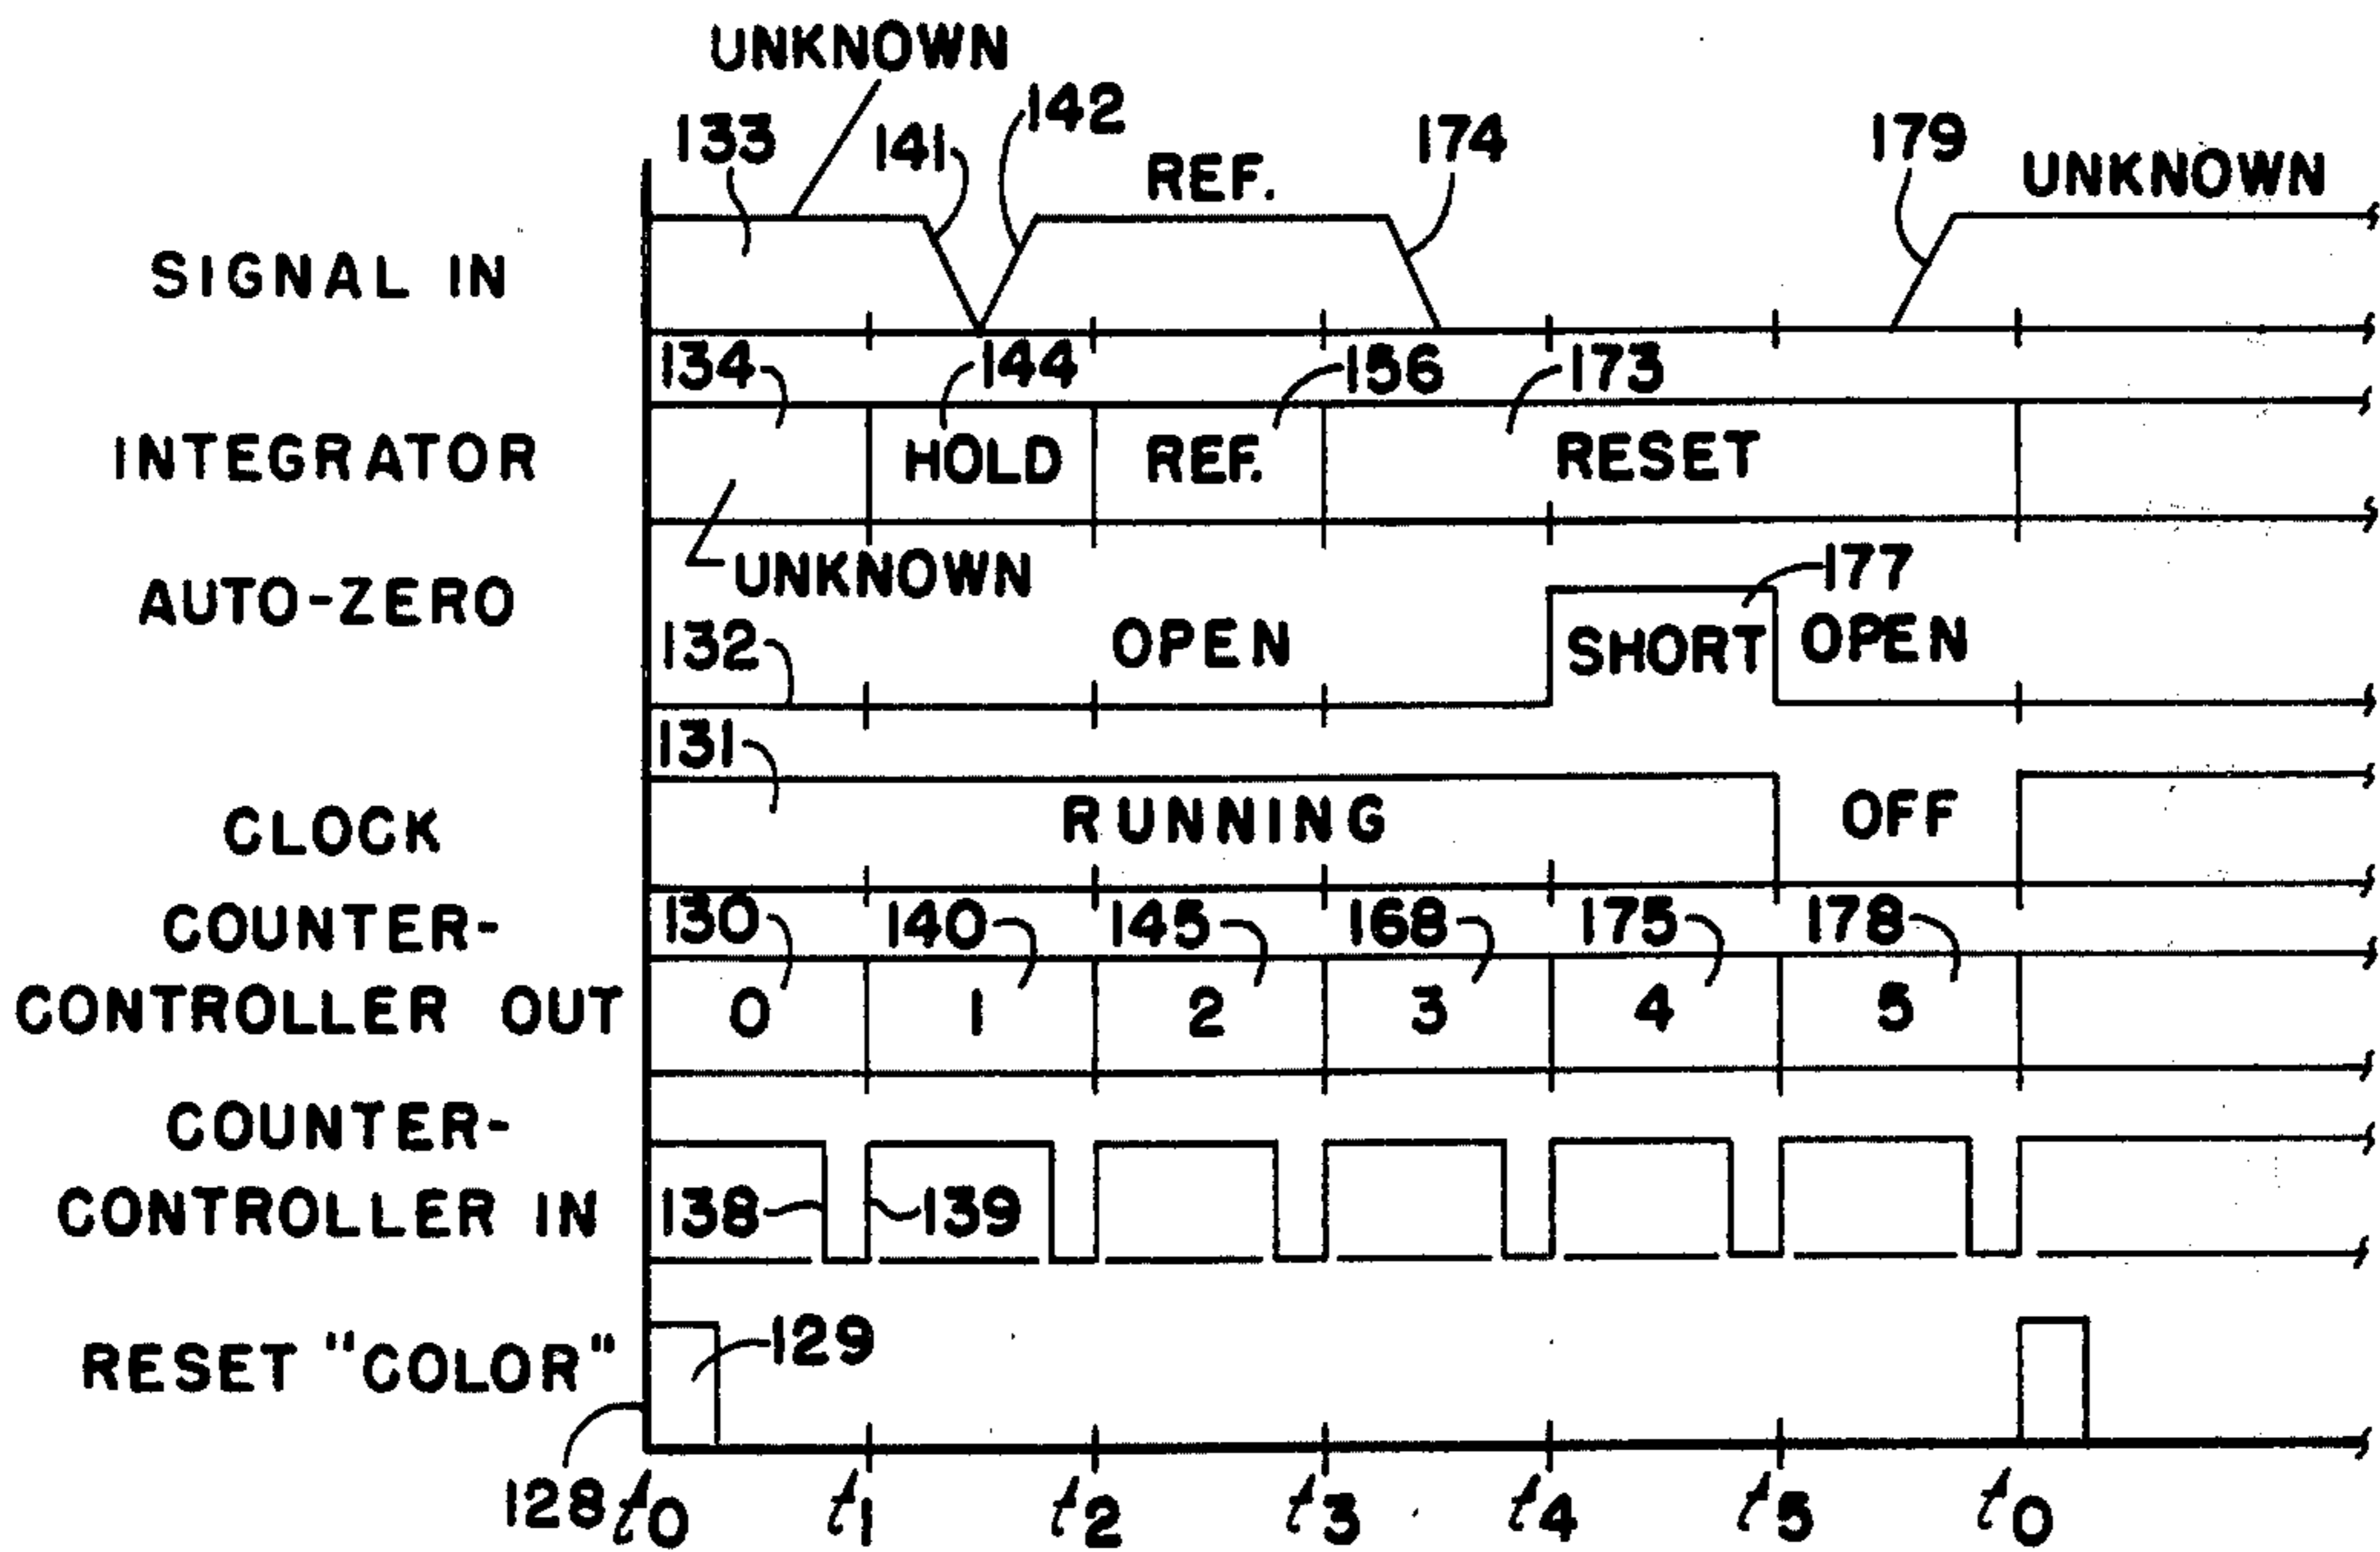 UNKNOWN
133
141
142
REF.
174
179
UNKNOWN
SIGNAL IN
134
144
156
173
INTEGRATOR
HOLD
REF.
RESET
UNKNOWN
177
AUTO-ZERO
132
OPEN
SHORT
OPEN
131
CLOCK
RUNNING
OFF
COUNTER-
CONTROLLER OUT
130
140
145
168
175
178
0
1
2
3
4
5
COUNTER-
CONTROLLER IN
138
139
RESET "COLOR"
129
128
t0
t1
t2
t3
t4
t5
t0